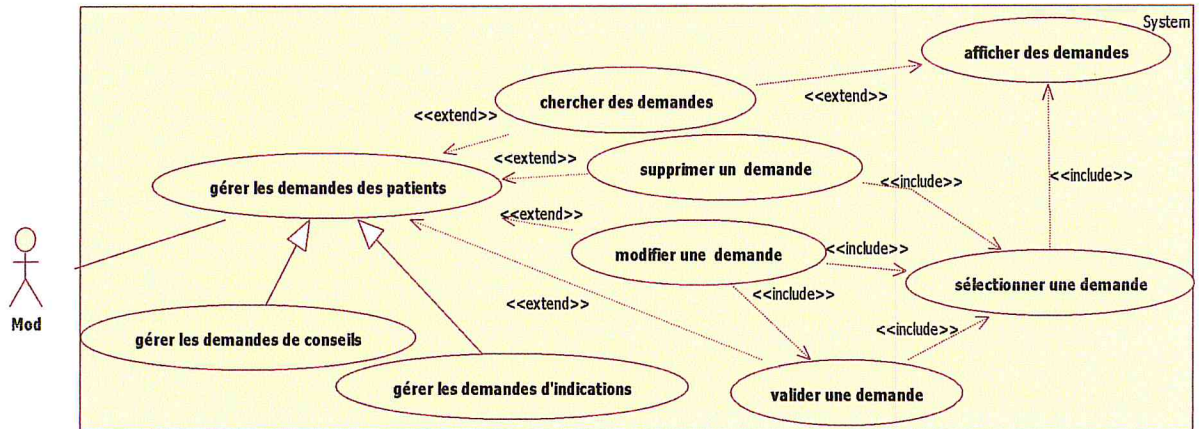 System
afficher des demandes
chercher des demandes
<<extend>>
<<extend>>
<<extend>>
supprimer un demande
gérer les demandes des patients
<<include>>
<<include>>
<<extend>>
modifier une demande
<<include>>
sélectionner une demande
<<include>>
<<extend>>
<<include>>
Mod
gérer les demandes de conseils
gérer les demandes d'indications
valider une demande